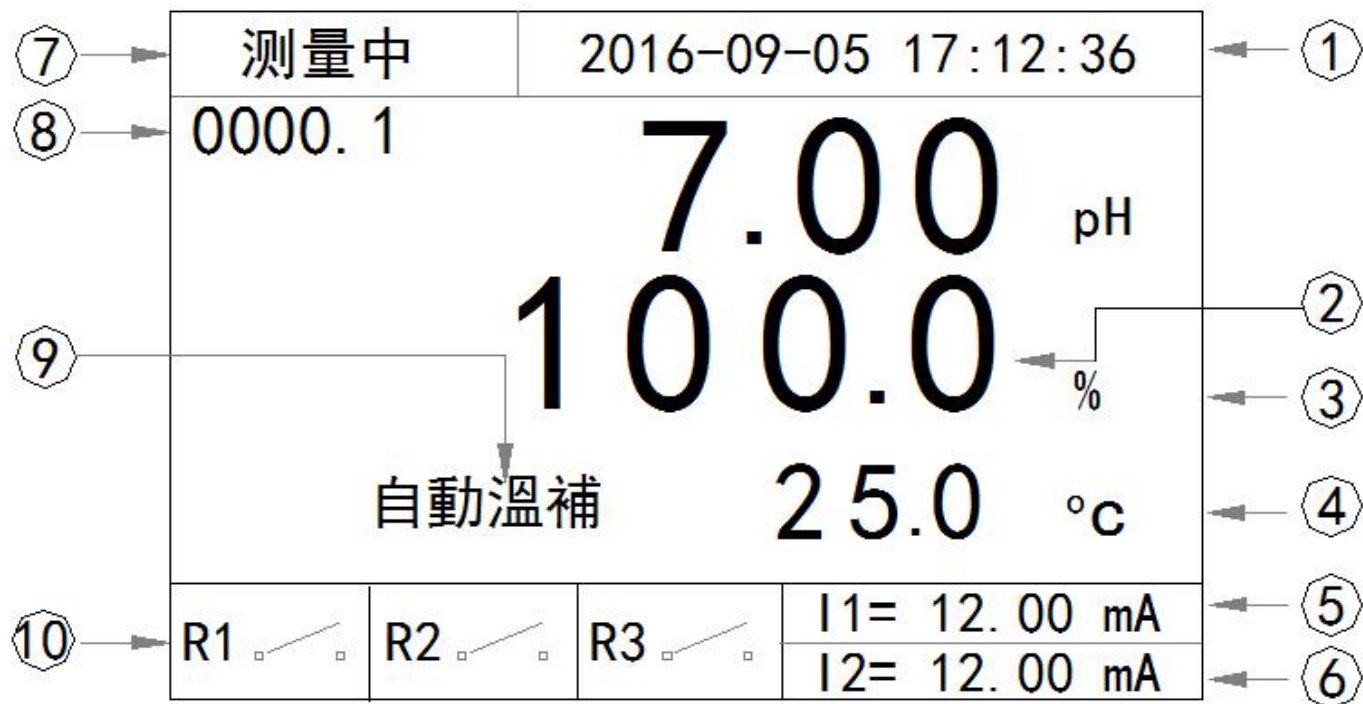 ⑦ 测量中 2016-09-05 17:12:36 ①
⑧ 0000.1 7.00 pH
100.0 % ②
⑨ ③
自動溫補 25.0 °C ④
I1= 12.00 mA ⑤
⑩ R1 R2 R3
I2= 12.00 mA ⑥